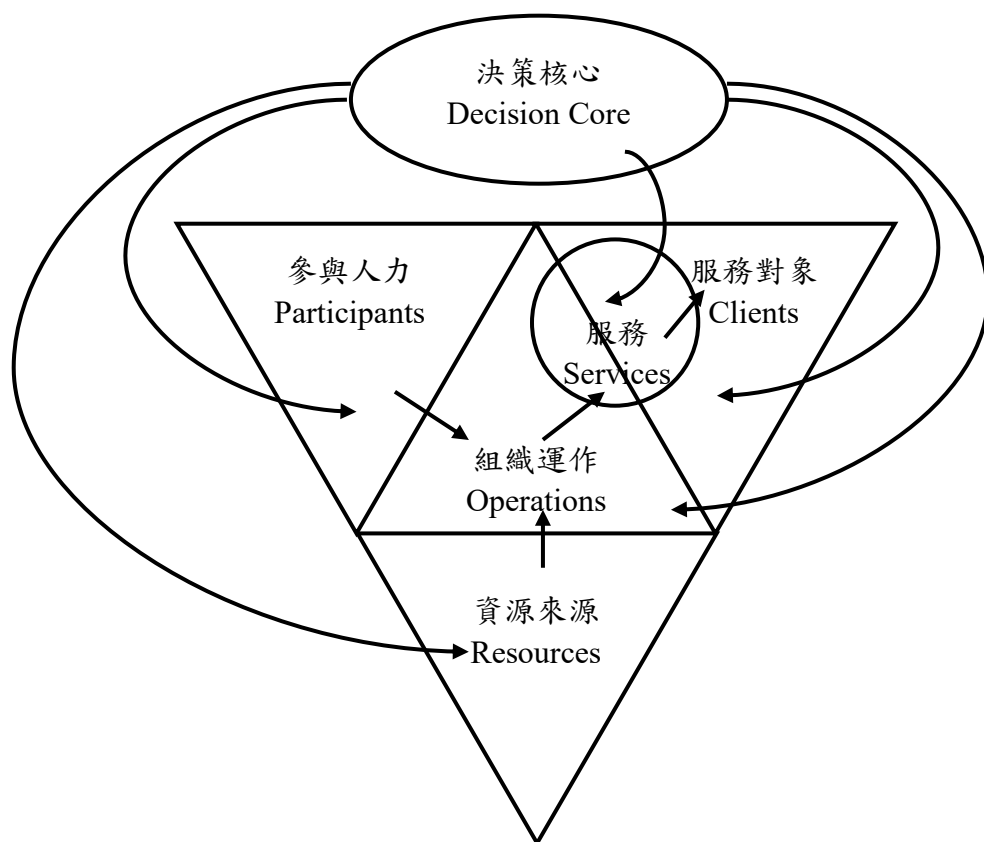 決策核心
Decision Core
參與人力
Participants
服務對象
Clients
服務
Services
組織運作
Operations
資源來源
Resources